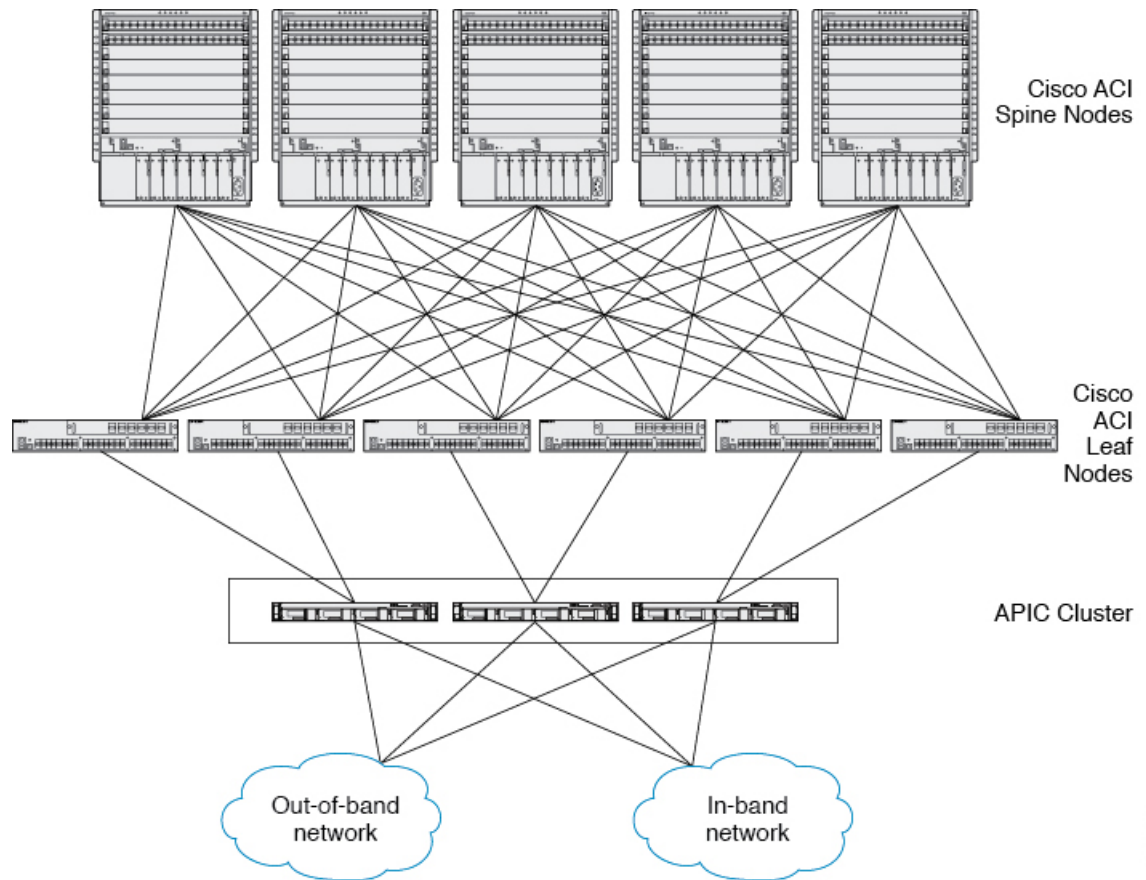 Cisco ACI
Spine Nodes
Cisco
ACI
Leaf
Nodes
APIC Cluster
Out-of-band
network
In-band
network